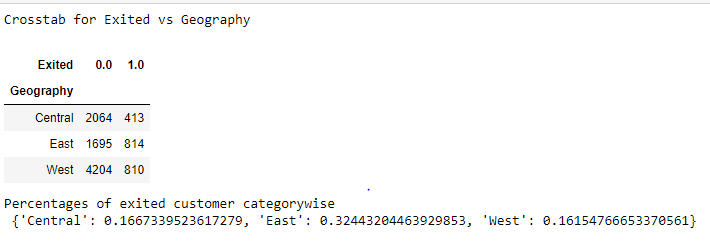 Crosstab for Exited vs Geography
Exited 0.0 1.0
Geography
Central 2064 413
East 1695 814
West 4204 810
Percentages of exited customer categorywise
{'Central': 0.1667339523617279, 'East': 0.32443204463929853, 'West': 0.16154766653370561}